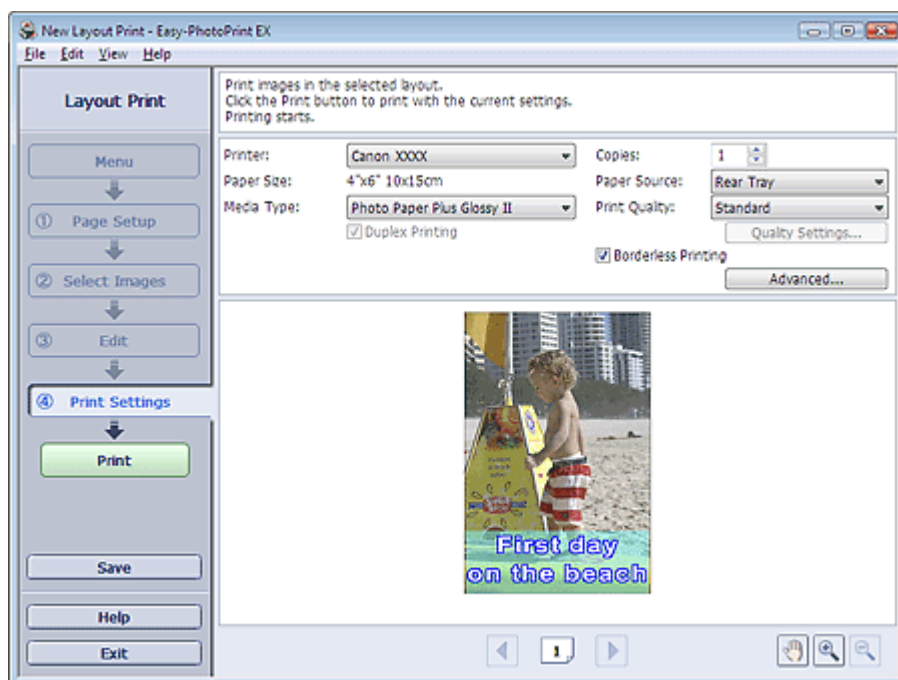 New Layout Print - Easy-PhotoPrint EX
File Edit View Help
Layout Print
Menu
① Page Setup
② Select Images
③ Edit
④ Print Settings
Print
Save
Help
Exit
Print images in the selected layout.
Click the Print button to print with the current settings.
Printing starts.
Printer: Canon XXXX Copies: 1
Paper Size: 4"x6" 10x15cm Paper Source: Rear Tray
Media Type: Photo Paper Plus Glossy II Print Quality: Standard
Duplex Printing Quality Settings...
Borderless Printing
Advanced...
First day
on the beach
1